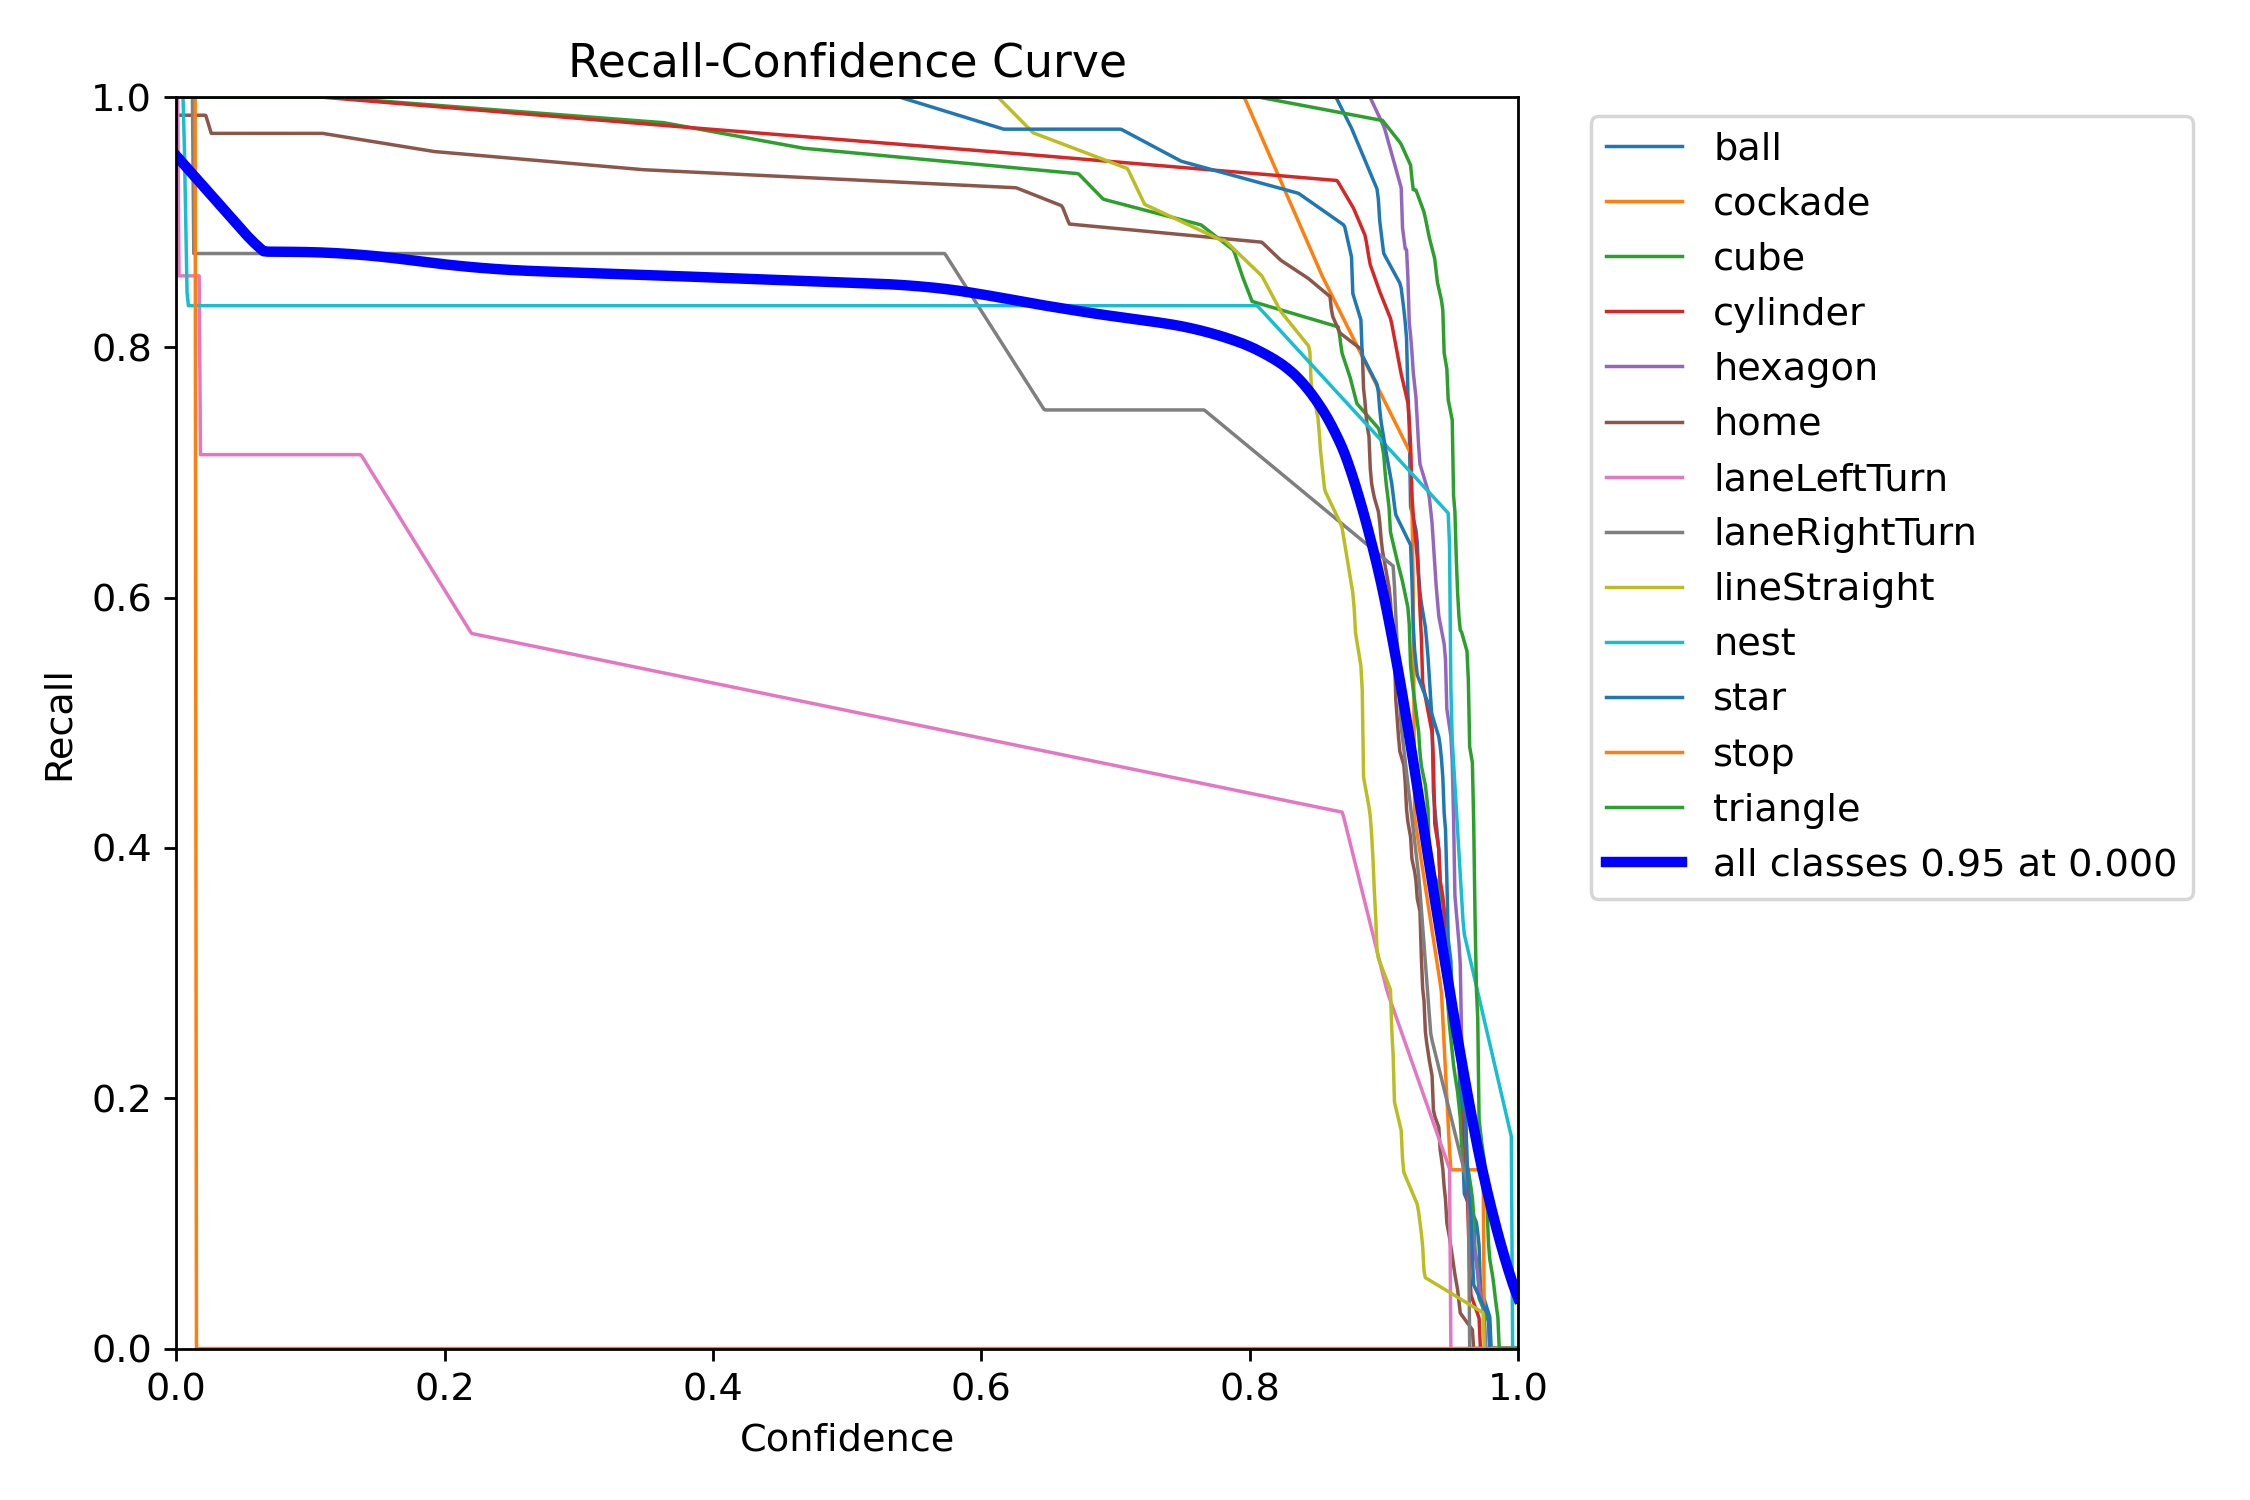 Recall-Confidence Curve
1.0
0.8
0.6
0.4
0.2
0.0
Recall
0.0 0.2 0.4 0.6 0.8 1.0
Confidence
ball
cockade
cube
cylinder
hexagon
home
laneLeftTurn
laneRightTurn
lineStraight
nest
star
stop
triangle
all classes 0.95 at 0.000